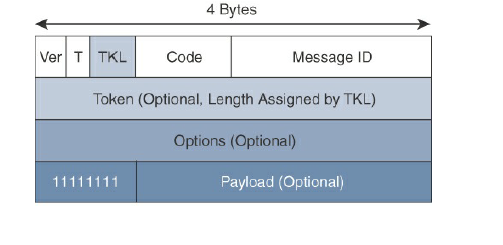 4 Bytes
Ver T TKL Code Message ID
Token (Optional, Length Assigned by TKL)
Options (Optional)
11111111 Payload (Optional)